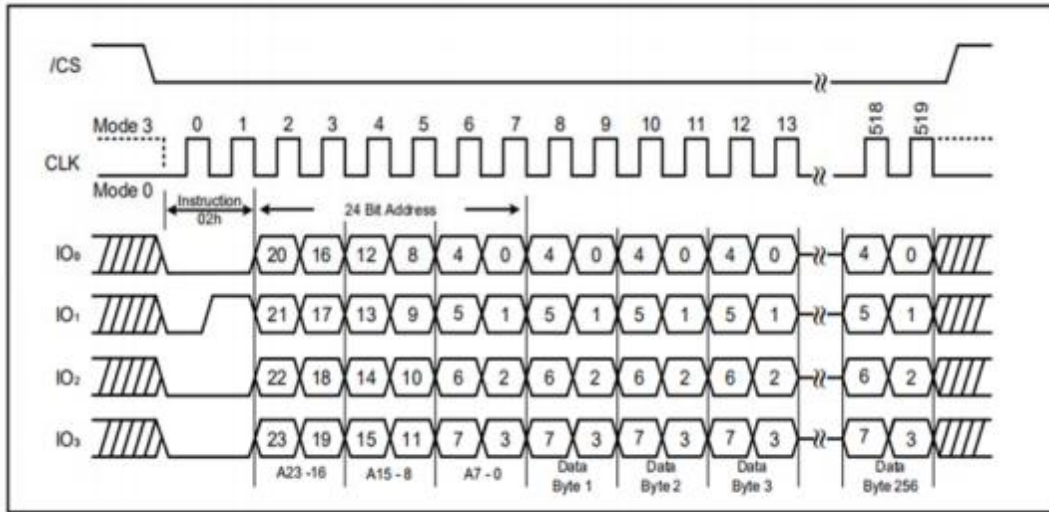 /CS
Mode 3 0 1 2 3 4 5 6 7 8 9 10 11 12 13 518 519
CLK
Mode 0
Instruction
02h
24 Bit Address
IO₀ 20 16 12 8 4 0 4 0 4 0 4 0 4 0
IO₁ 21 17 13 9 5 1 5 1 5 1 5 1 5 1
IO₂ 22 18 14 10 6 2 6 2 6 2 6 2 6 2
IO₃ 23 19 15 11 7 3 7 3 7 3 7 3 7 3
A23 -16 A15 - 8 A7 - 0 Data Data Data Data
Byte 1 Byte 2 Byte 3 Byte 256